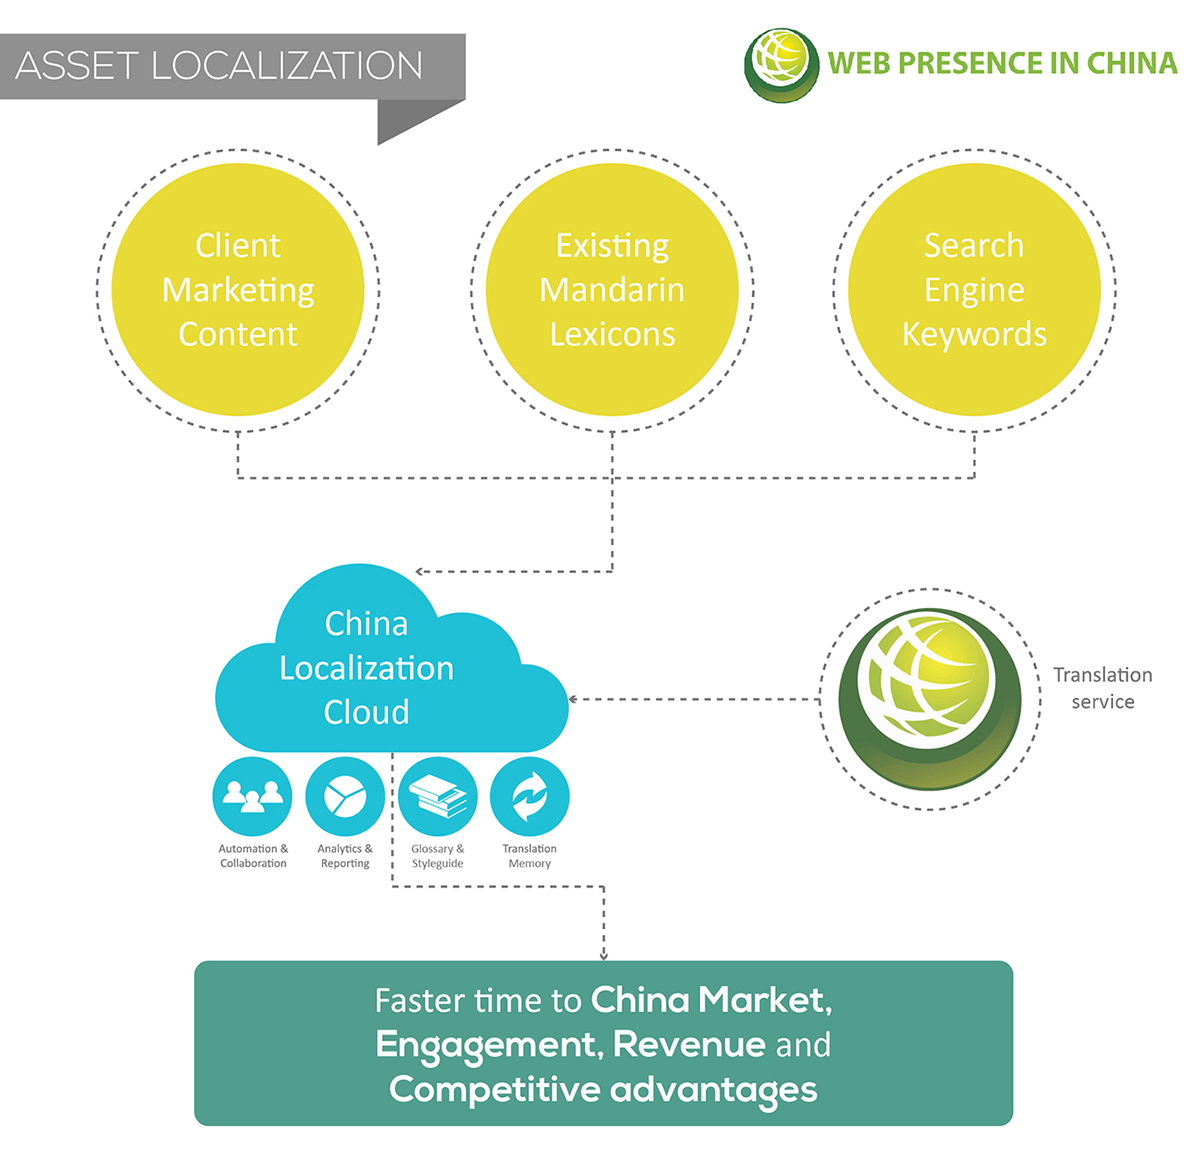 ASSET LOCALIZATION
WEB PRESENCE IN CHINA
Client
Marketing
Content
Existing
Mandarin
Lexicons
Search
Engine
Keywords
China
Localization
Cloud
Translation
service
Automation &
Collaboration
Analytics &
Reporting
Glossary &
Styleguide
Translation
Memory
Faster time to China Market,
Engagement, Revenue and
Competitive advantages